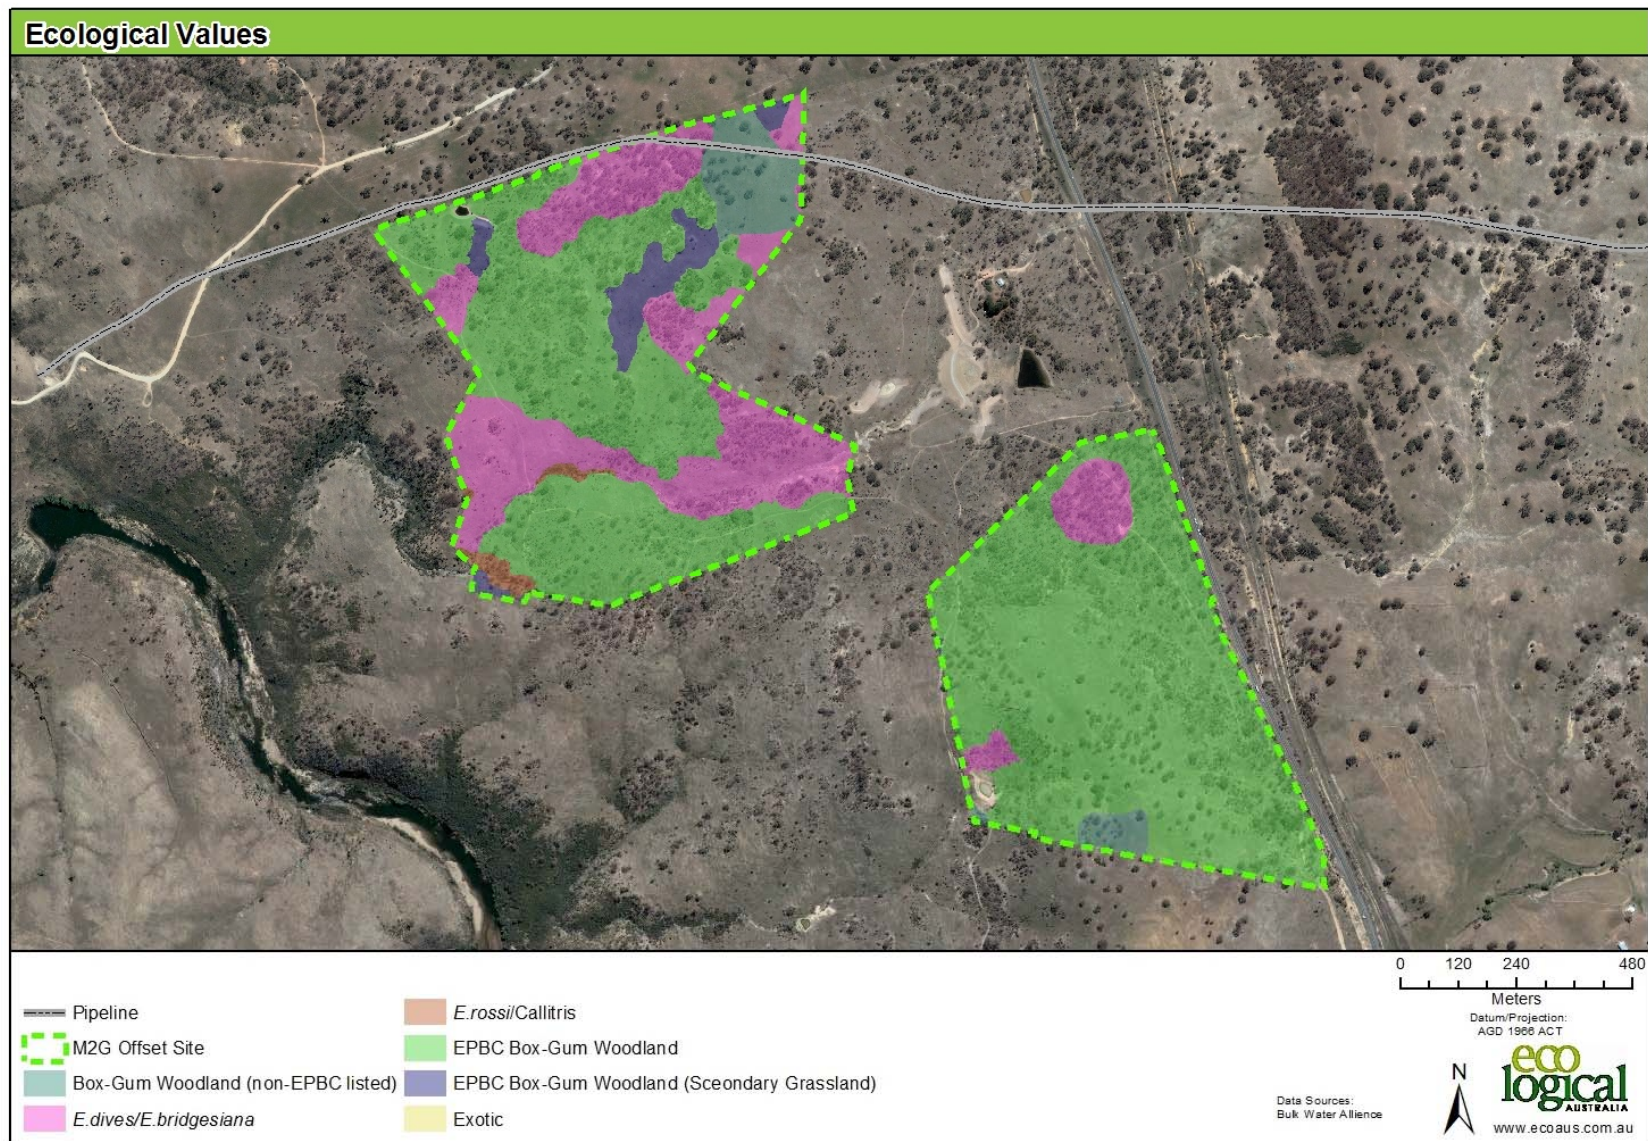 Ecological Values
Pipeline
M2G Offset Site
Box-Gum Woodland (non-EPBC listed)
E.dives/E.bridgesiana
E.rossi/Callitris
EPBC Box-Gum Woodland
EPBC Box-Gum Woodland (Sceondary Grassland)
Exotic
0 120 240 480
Meters
Datum/Projection:
AGD 1966 ACT
N
Data Sources:
Bulk Water Allience
eco
logical
AUSTRALIA
www.ecoaus.com.au